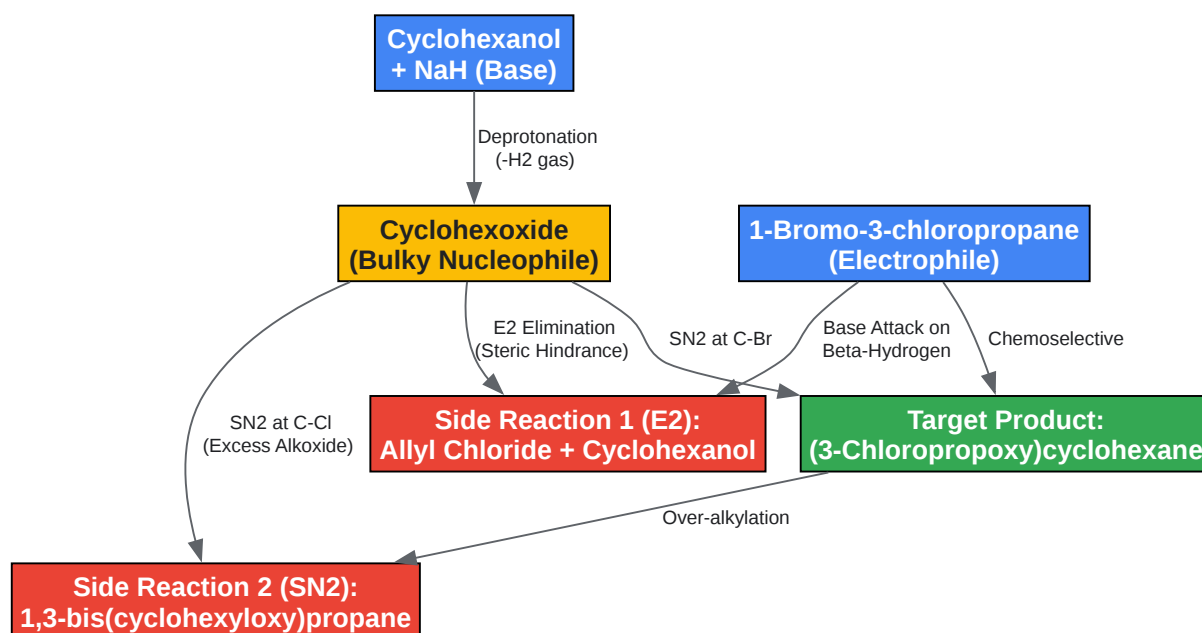 Cyclohexanol
+ NaH (Base)
Deprotonation
(-H2 gas)
Cyclohexoxide
(Bulky Nucleophile)
1-Bromo-3-chloropropane
(Electrophile)
E2 Elimination
(Steric Hindrance)
SN2 at C-Br
Base Attack on
Beta-Hydrogen
Chemoselective
SN2 at C-Cl
(Excess Alkoxide)
Side Reaction 1 (E2):
Allyl Chloride + Cyclohexanol
Target Product:
(3-Chloropropoxy)cyclohexane
Over-alkylation
Side Reaction 2 (SN2):
1,3-bis(cyclohexyloxy)propane